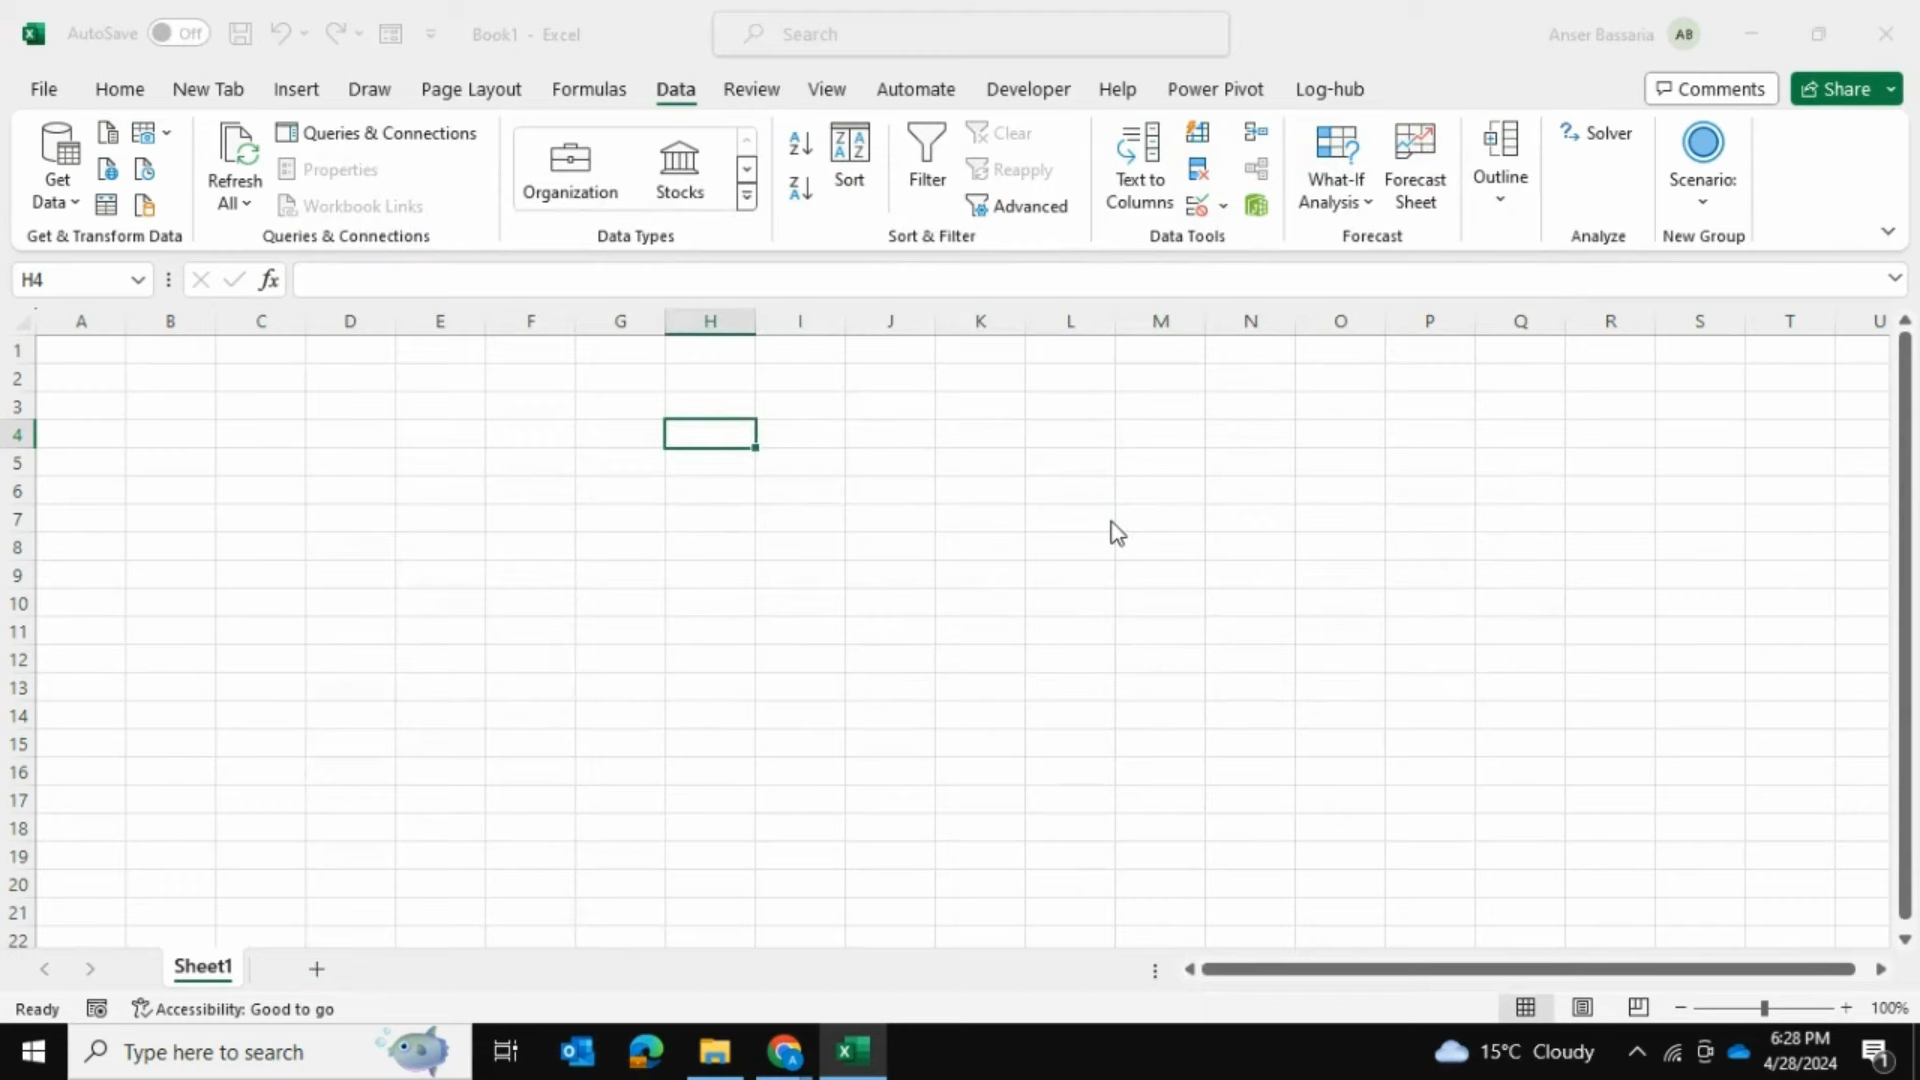 AutoSave Off Book1 - Excel Search Anser Bassaria AB
File Home New Tab Insert Draw Page Layout Formulas Data Review View Automate Developer Help Power Pivot Log-hub Comments Share
Get Data
Get & Transform Data
Refresh All
Queries & Connections
Properties
Workbook Links
Queries & Connections
Organization Stocks
Data Types
Sort
Filter
Clear
Reapply
Advanced
Sort & Filter
Text to Columns
Data Tools
What-If Analysis
Forecast Sheet
Forecast
Outline
Solver
Analyze
Scenario:
New Group
H4 fx
A B C D E F G H I J K L M N O P Q R S T U
1
2
3
4
5
6
7
8
9
10
11
12
13
14
15
16
17
18
19
20
21
22
Sheet1
Ready Accessibility: Good to go 100%
Type here to search 15°C Cloudy 6:28 PM
4/28/2024 1